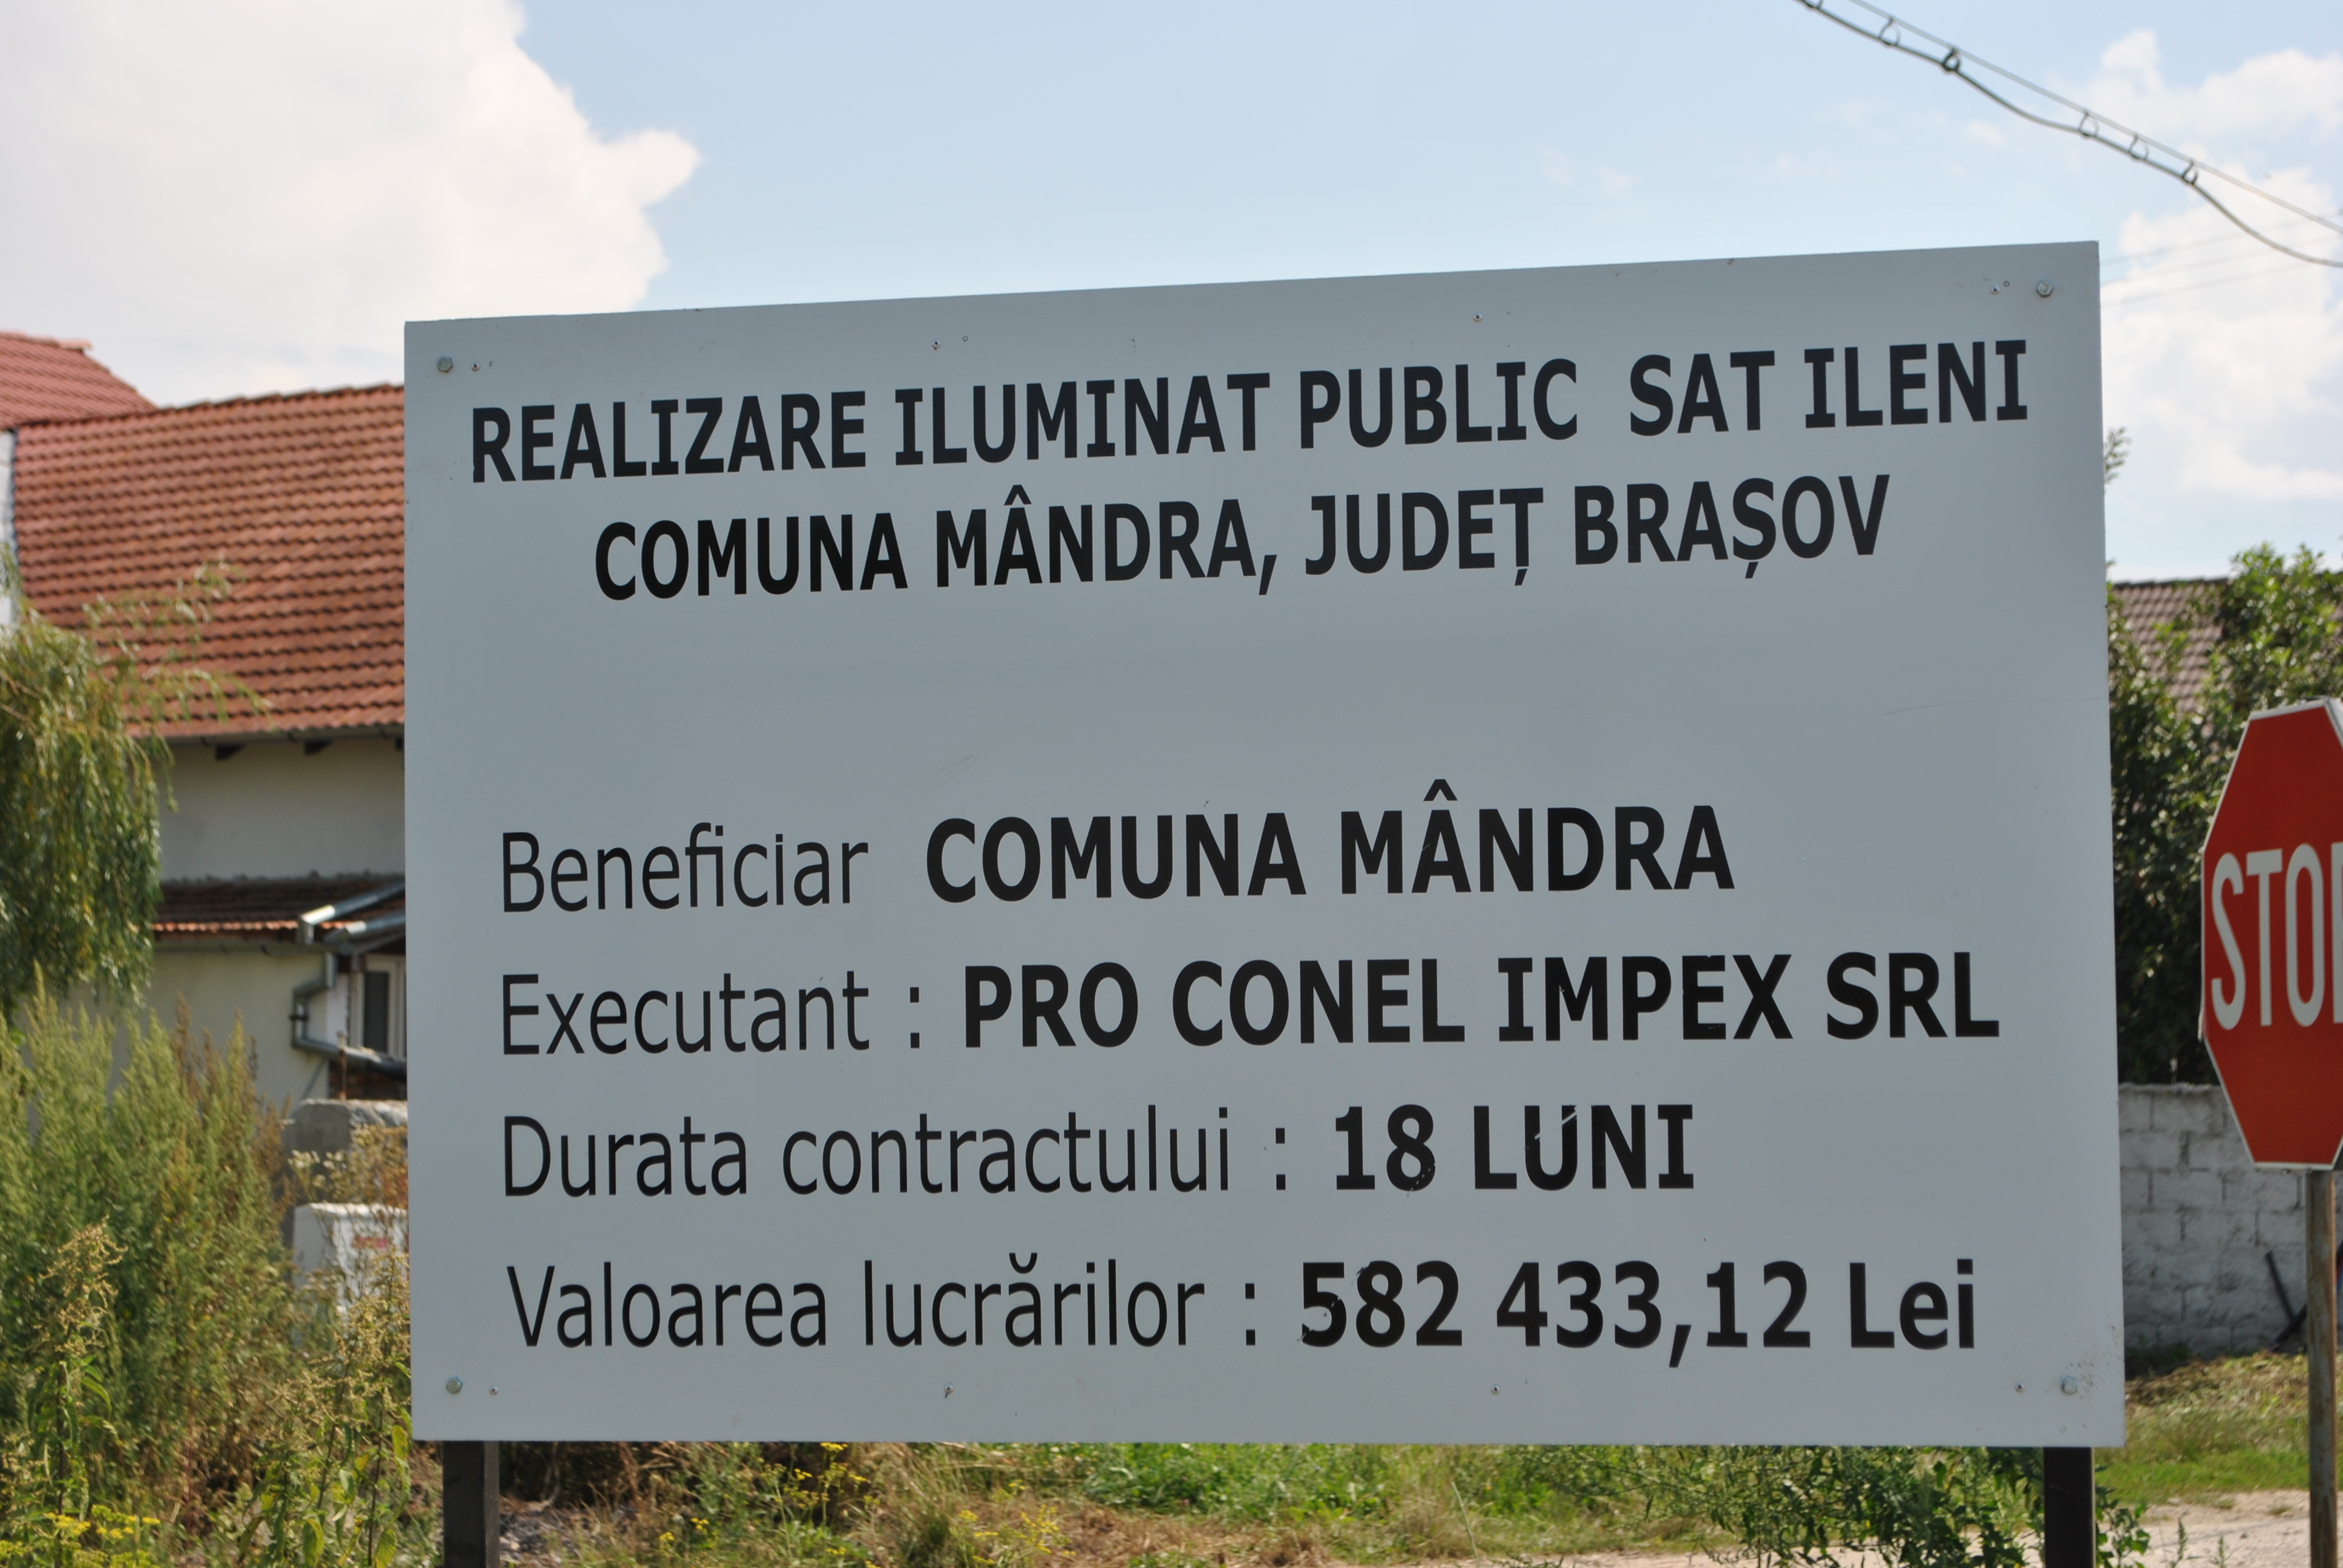 REALIZARE ILUMINAT PUBLIC SAT ILENI
COMUNA MÂNDRA, JUDEȚ BRAȘOV
Beneficiar COMUNA MÂNDRA
Executant : PRO CONEL IMPEX SRL
Durata contractului : 18 LUNI
Valoarea lucrărilor : 582 433,12 Lei
STOP